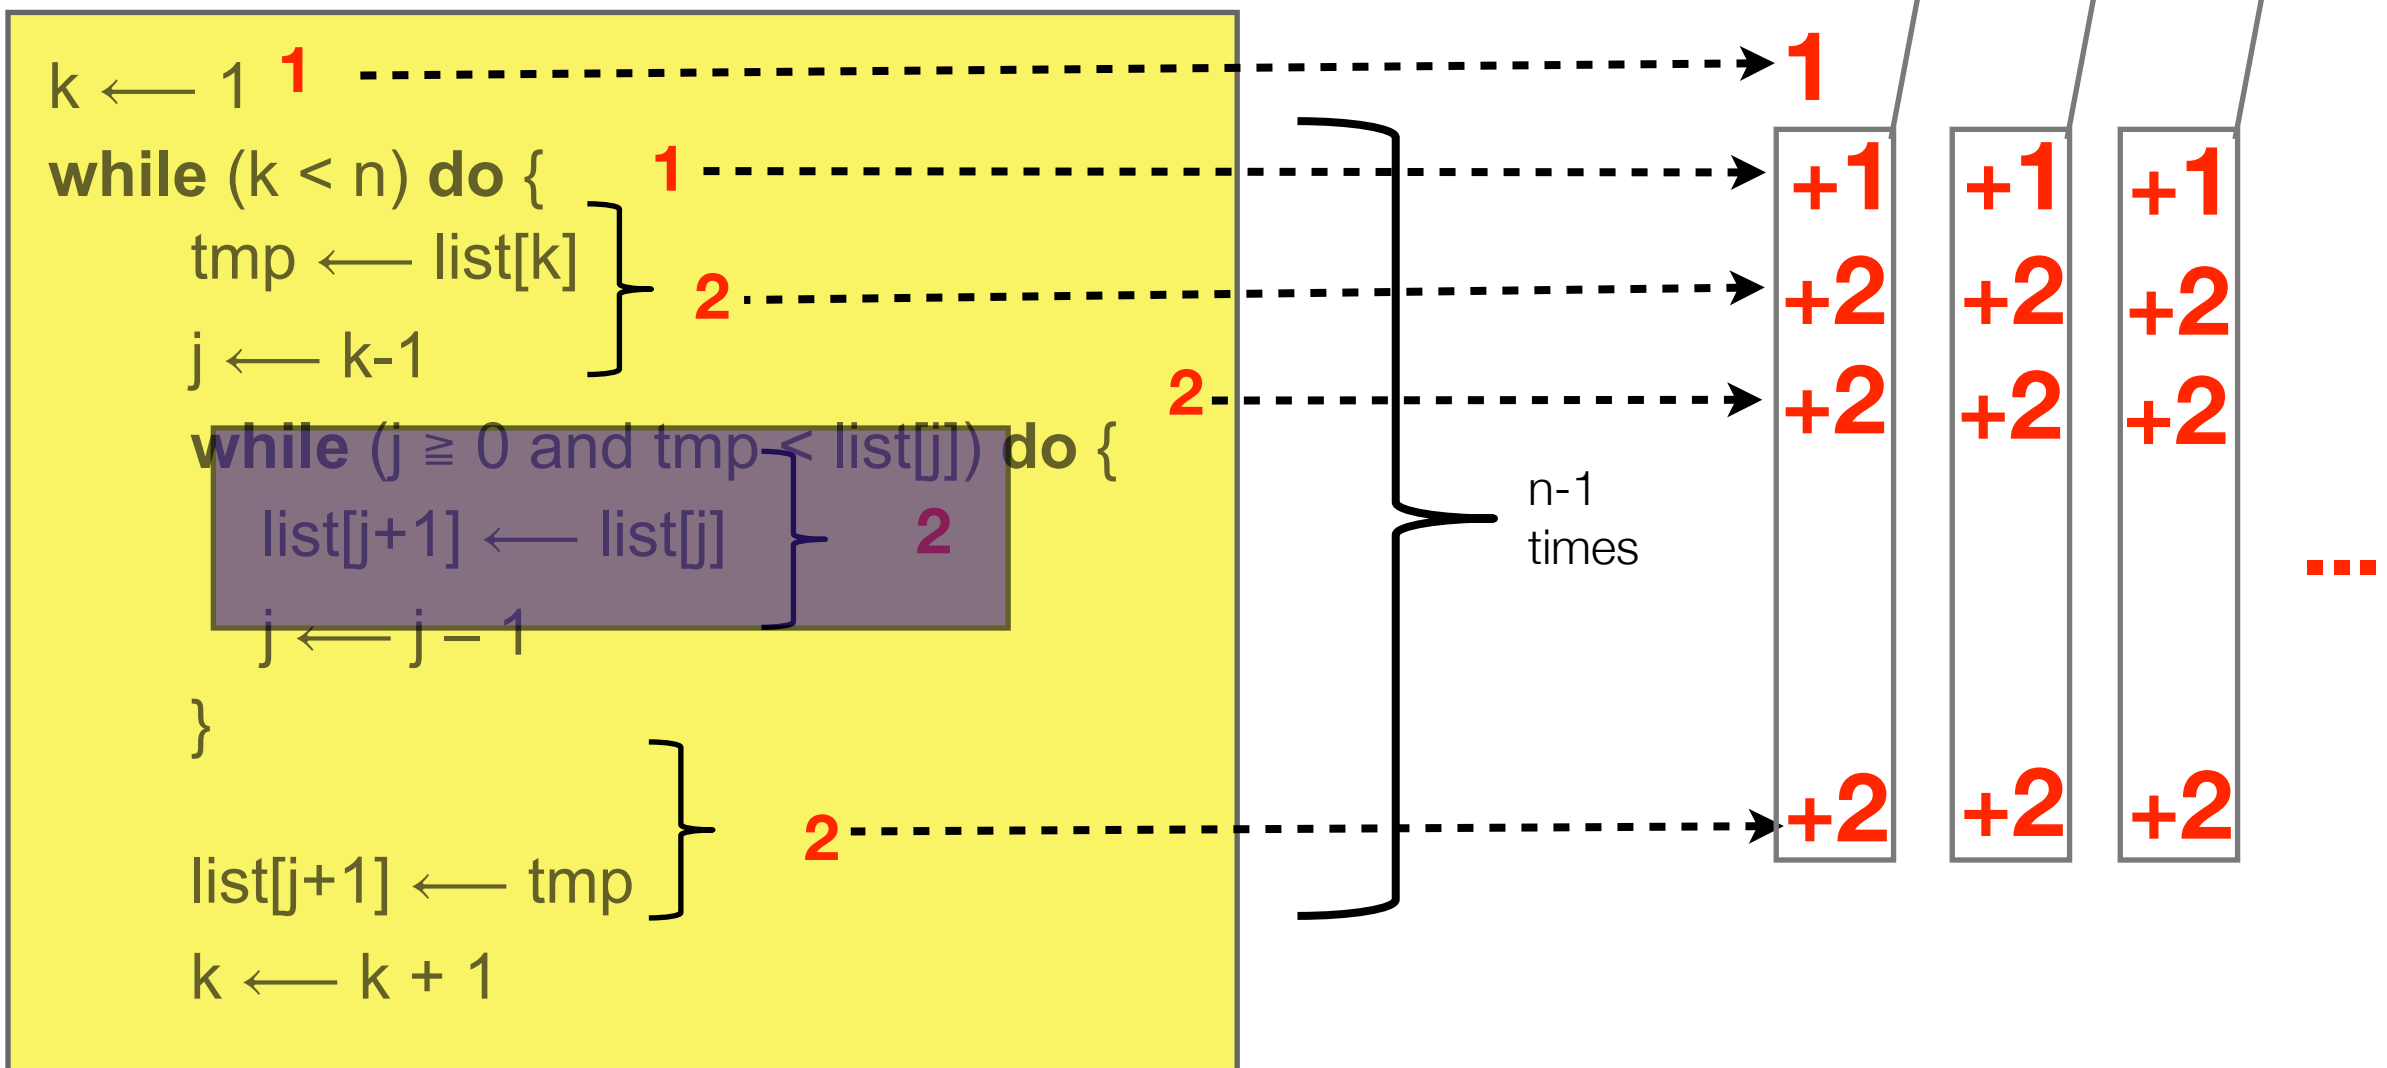 k ⟵ 1 1 1
while (k < n) do { 1 +1 +1 +1
tmp ⟵ list[k]
2 +2 +2 +2
j ⟵ k-1
2 +2 +2 +2
while (j ≧ 0 and tmp < list[j]) do {
n-1
times
list[j+1] ⟵ list[j] 2
...
j ⟵ j – 1
}
2 +2 +2 +2
list[j+1] ⟵ tmp
k ⟵ k + 1